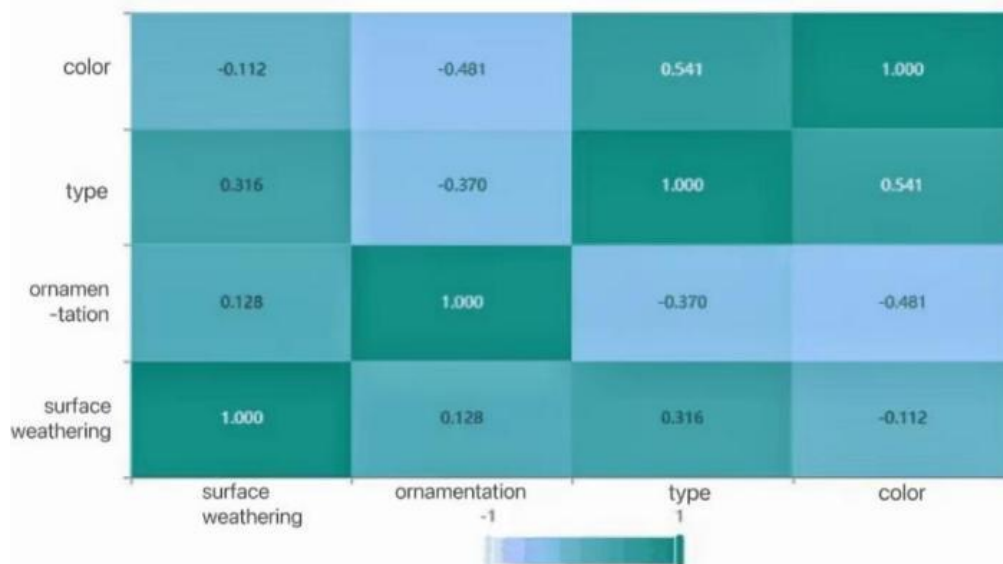 color -0.112 -0.481 0.541 1.000
type 0.316 -0.370 1.000 0.541
ornamen
-tation 0.128 1.000 -0.370 -0.481
surface
weathering 1.000 0.128 0.316 -0.112
surface
weathering ornamentation type color
-1 1